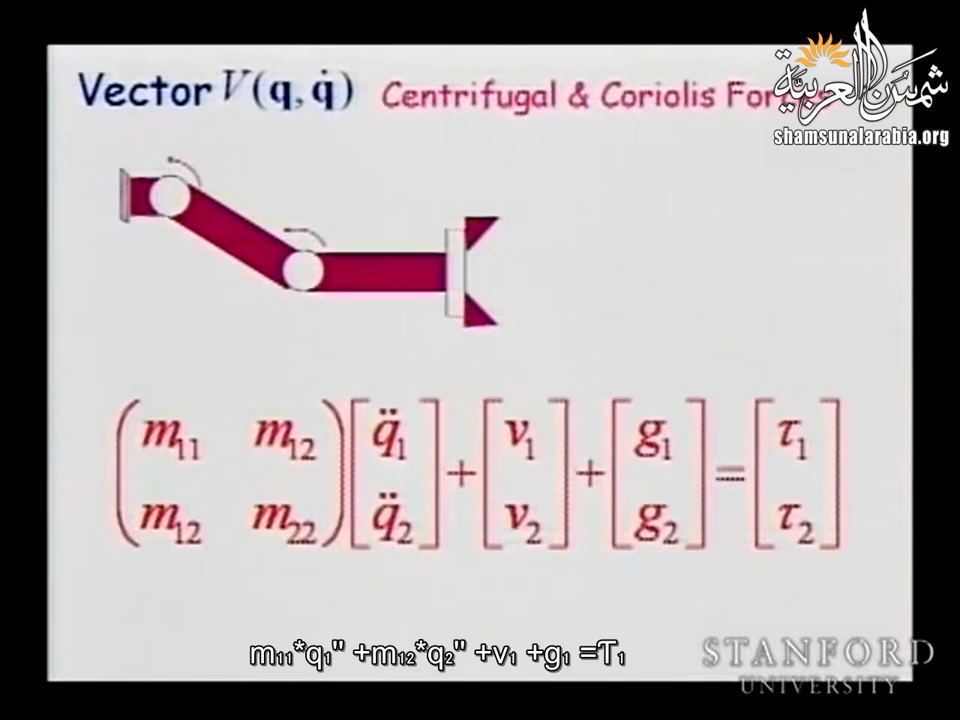 Vector V(q, q̇) Centrifugal & Coriolis Forces
شمس العربية
shamsunalarabia.org
m₁₁ m₁₂ q̈₁ + v₁ + g₁ = τ₁
m₁₂ m₂₂ q̈₂ v₂ g₂ τ₂
m₁₁*q₁" +m₁₂*q₂" +v₁ +g₁ =T₁
STANFORD
UNIVERSITY